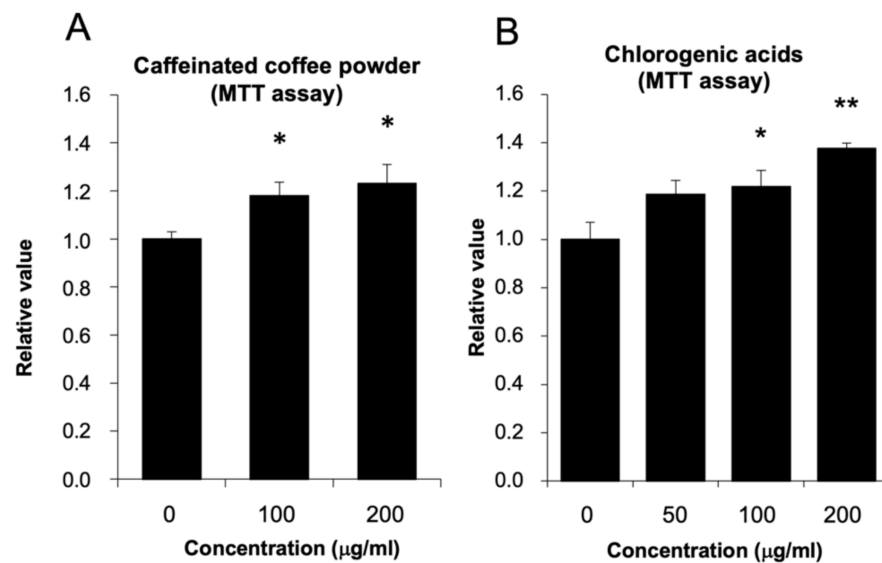 A
Caffeinated coffee powder
(MTT assay)
1.6
1.4
1.2
1.0
0.8
0.6
0.4
0.2
0.0
Relative value
*
*
0 100 200
Concentration (μg/ml)
B
Chlorogenic acids
(MTT assay)
1.6
1.4
1.2
1.0
0.8
0.6
0.4
0.2
0.0
Relative value
*
**
0 50 100 200
Concentration (μg/ml)